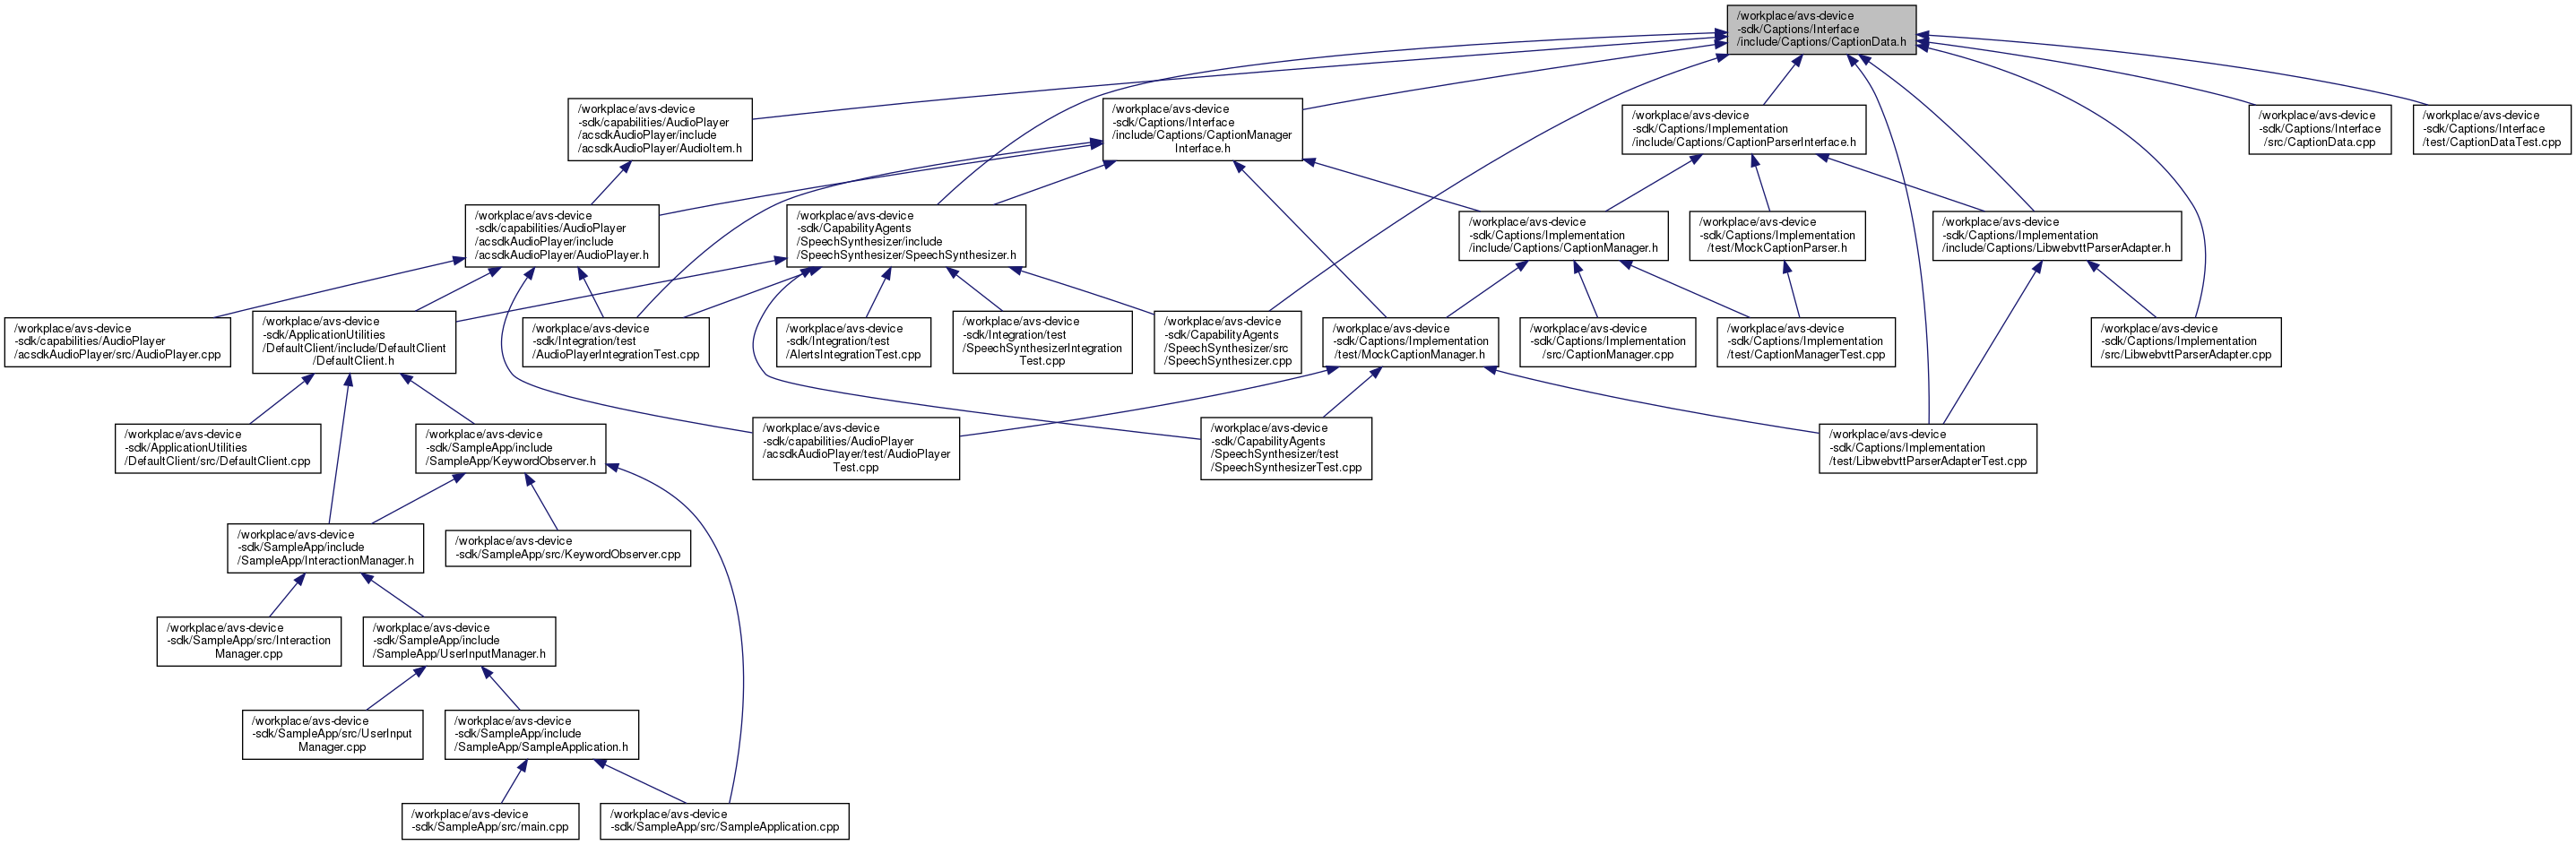 /workplace/avs-device
-sdk/Captions/Interface
/include/Captions/CaptionData.h
/workplace/avs-device
-sdk/capabilities/AudioPlayer
/acsdkAudioPlayer/include
/acsdkAudioPlayer/AudioItem.h
/workplace/avs-device
-sdk/Captions/Interface
/include/Captions/CaptionManager
Interface.h
/workplace/avs-device
-sdk/Captions/Implementation
/include/Captions/CaptionParserInterface.h
/workplace/avs-device
-sdk/Captions/Interface
/src/CaptionData.cpp
/workplace/avs-device
-sdk/Captions/Interface
/test/CaptionDataTest.cpp
/workplace/avs-device
-sdk/capabilities/AudioPlayer
/acsdkAudioPlayer/include
/acsdkAudioPlayer/AudioPlayer.h
/workplace/avs-device
-sdk/CapabilityAgents
/SpeechSynthesizer/include
/SpeechSynthesizer/SpeechSynthesizer.h
/workplace/avs-device
-sdk/Captions/Implementation
/include/Captions/CaptionManager.h
/workplace/avs-device
-sdk/Captions/Implementation
/test/MockCaptionParser.h
/workplace/avs-device
-sdk/Captions/Implementation
/include/Captions/LibwebvttParserAdapter.h
/workplace/avs-device
-sdk/capabilities/AudioPlayer
/acsdkAudioPlayer/src/AudioPlayer.cpp
/workplace/avs-device
-sdk/ApplicationUtilities
/DefaultClient/include/DefaultClient
/DefaultClient.h
/workplace/avs-device
-sdk/Integration/test
/AudioPlayerIntegrationTest.cpp
/workplace/avs-device
-sdk/Integration/test
/AlertsIntegrationTest.cpp
/workplace/avs-device
-sdk/Integration/test
/SpeechSynthesizerIntegration
Test.cpp
/workplace/avs-device
-sdk/CapabilityAgents
/SpeechSynthesizer/src
/SpeechSynthesizer.cpp
/workplace/avs-device
-sdk/Captions/Implementation
/test/MockCaptionManager.h
/workplace/avs-device
-sdk/Captions/Implementation
/src/CaptionManager.cpp
/workplace/avs-device
-sdk/Captions/Implementation
/test/CaptionManagerTest.cpp
/workplace/avs-device
-sdk/Captions/Implementation
/src/LibwebvttParserAdapter.cpp
/workplace/avs-device
-sdk/ApplicationUtilities
/DefaultClient/src/DefaultClient.cpp
/workplace/avs-device
-sdk/SampleApp/include
/SampleApp/KeywordObserver.h
/workplace/avs-device
-sdk/capabilities/AudioPlayer
/acsdkAudioPlayer/test/AudioPlayer
Test.cpp
/workplace/avs-device
-sdk/CapabilityAgents
/SpeechSynthesizer/test
/SpeechSynthesizerTest.cpp
/workplace/avs-device
-sdk/Captions/Implementation
/test/LibwebvttParserAdapterTest.cpp
/workplace/avs-device
-sdk/SampleApp/include
/SampleApp/InteractionManager.h
/workplace/avs-device
-sdk/SampleApp/src/KeywordObserver.cpp
/workplace/avs-device
-sdk/SampleApp/src/Interaction
Manager.cpp
/workplace/avs-device
-sdk/SampleApp/include
/SampleApp/UserInputManager.h
/workplace/avs-device
-sdk/SampleApp/src/UserInput
Manager.cpp
/workplace/avs-device
-sdk/SampleApp/include
/SampleApp/SampleApplication.h
/workplace/avs-device
-sdk/SampleApp/src/main.cpp
/workplace/avs-device
-sdk/SampleApp/src/SampleApplication.cpp